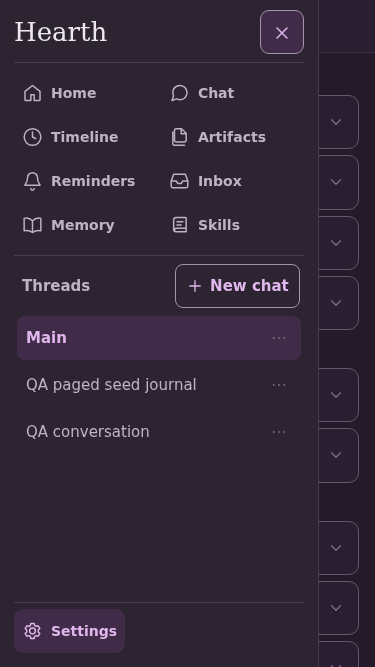 Hearth
Home
Chat
Timeline
Artifacts
Reminders
Inbox
Memory
Skills
Threads
New chat
Main
QA paged seed journal
QA conversation
Settings